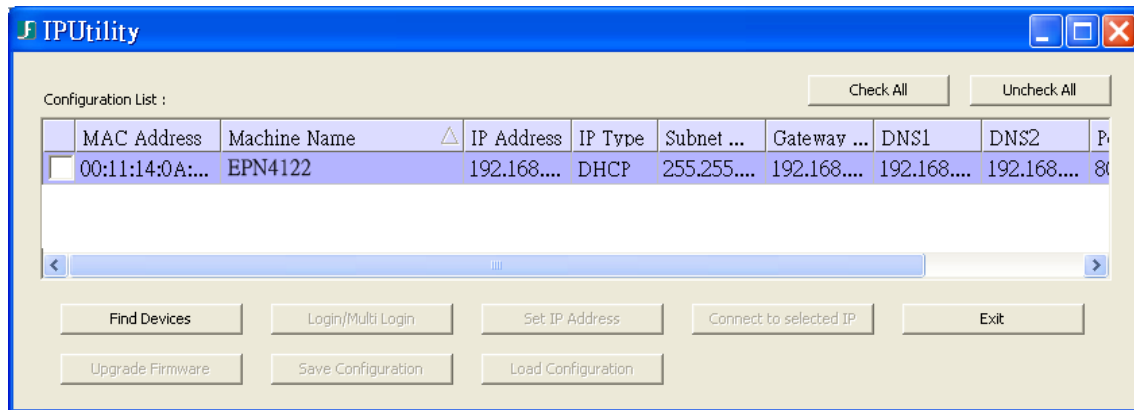 IPUtility
Check All Uncheck All
Configuration List :
MAC Address Machine Name IP Address IP Type Subnet ... Gateway ... DNS1 DNS2
00:11:14:0A:... EPN4122 192.168.... DHCP 255.255.... 192.168.... 192.168.... 192.168....
Find Devices Login/Multi Login Set IP Address Connect to selected IP Exit
Upgrade Firmware Save Configuration Load Configuration